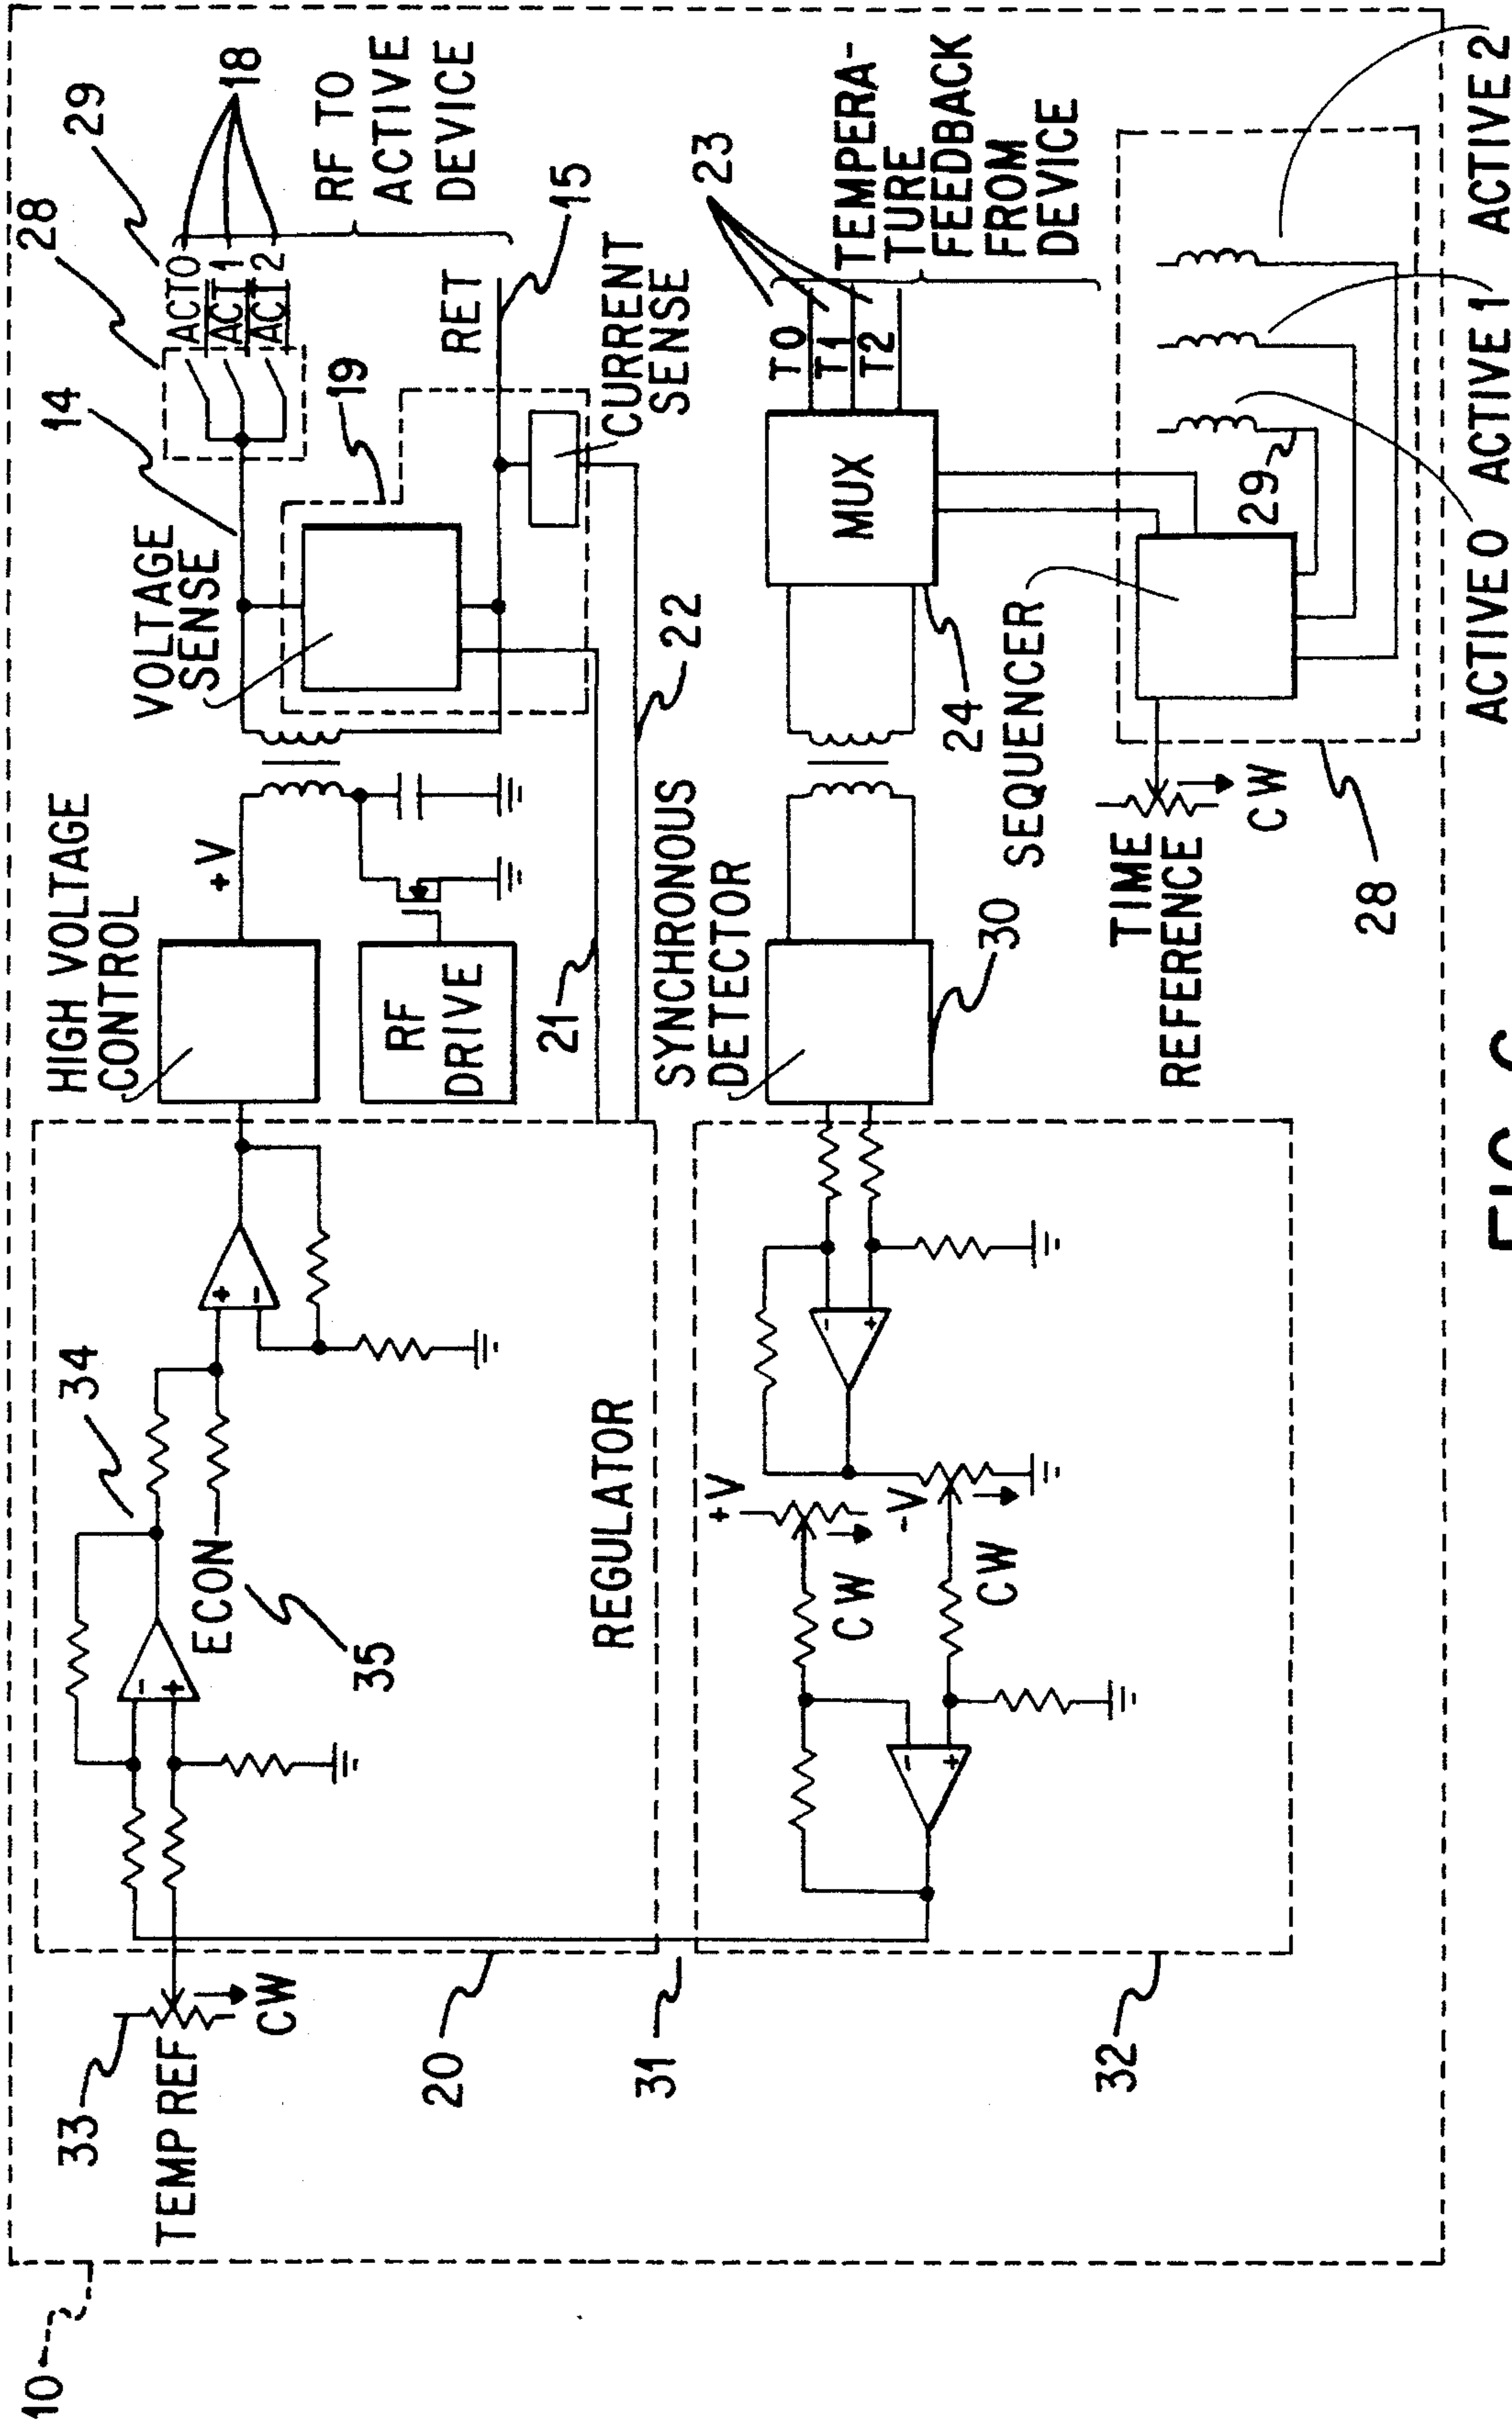 10
33
TEMP REF
CW
20
31
32
34
ECON
35
REGULATOR
+V
CW
-V
CW
HIGH VOLTAGE
CONTROL
+V
RF
DRIVE
21
22
SYNCHRONOUS
DETECTOR
30
VOLTAGE
SENSE
14
19
28
29
18
ACT0
ACT1
ACT2
RF TO
ACTIVE
DEVICE
RET
15
CURRENT
SENSE
23
T0
T1
T2
TEMPERA-
TURE
FEEDBACK
FROM
DEVICE
MUX
24
SEQUENCER
29
TIME
REFERENCE
CW
28
ACTIVE 0
ACTIVE 1
ACTIVE 2